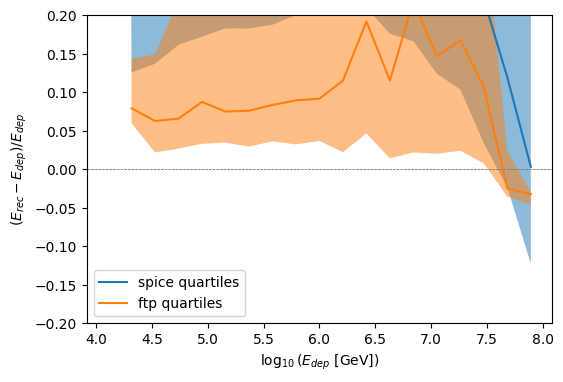 0.20
0.15
0.10
0.05
0.00
−0.05
−0.10
−0.15
−0.20
(E_rec − E_dep)/E_dep
spice quartiles
ftp quartiles
4.0 4.5 5.0 5.5 6.0 6.5 7.0 7.5 8.0
log₁₀ (E_dep [GeV])